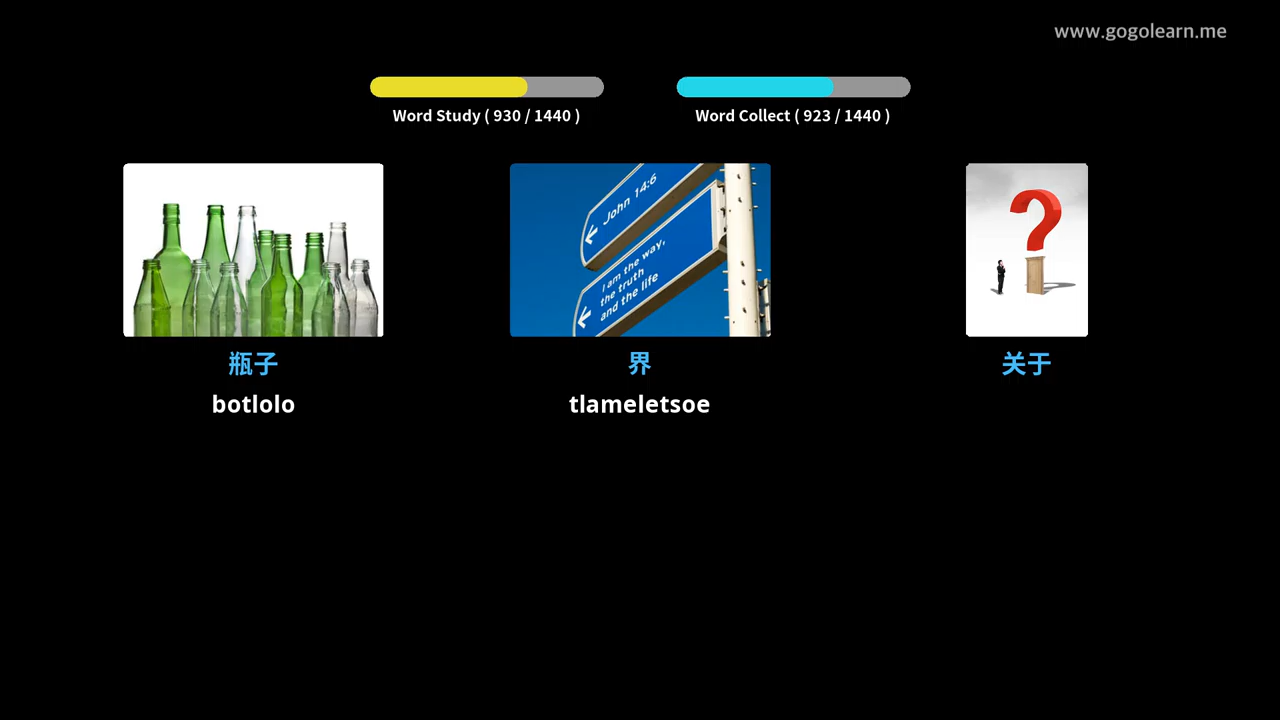 www.gogolearn.me
Word Study ( 930 / 1440 )
Word Collect ( 923 / 1440 )
John 14:6
I am the way,
the truth
and the life
瓶子
界
关于
botlolo
tlameletsoe